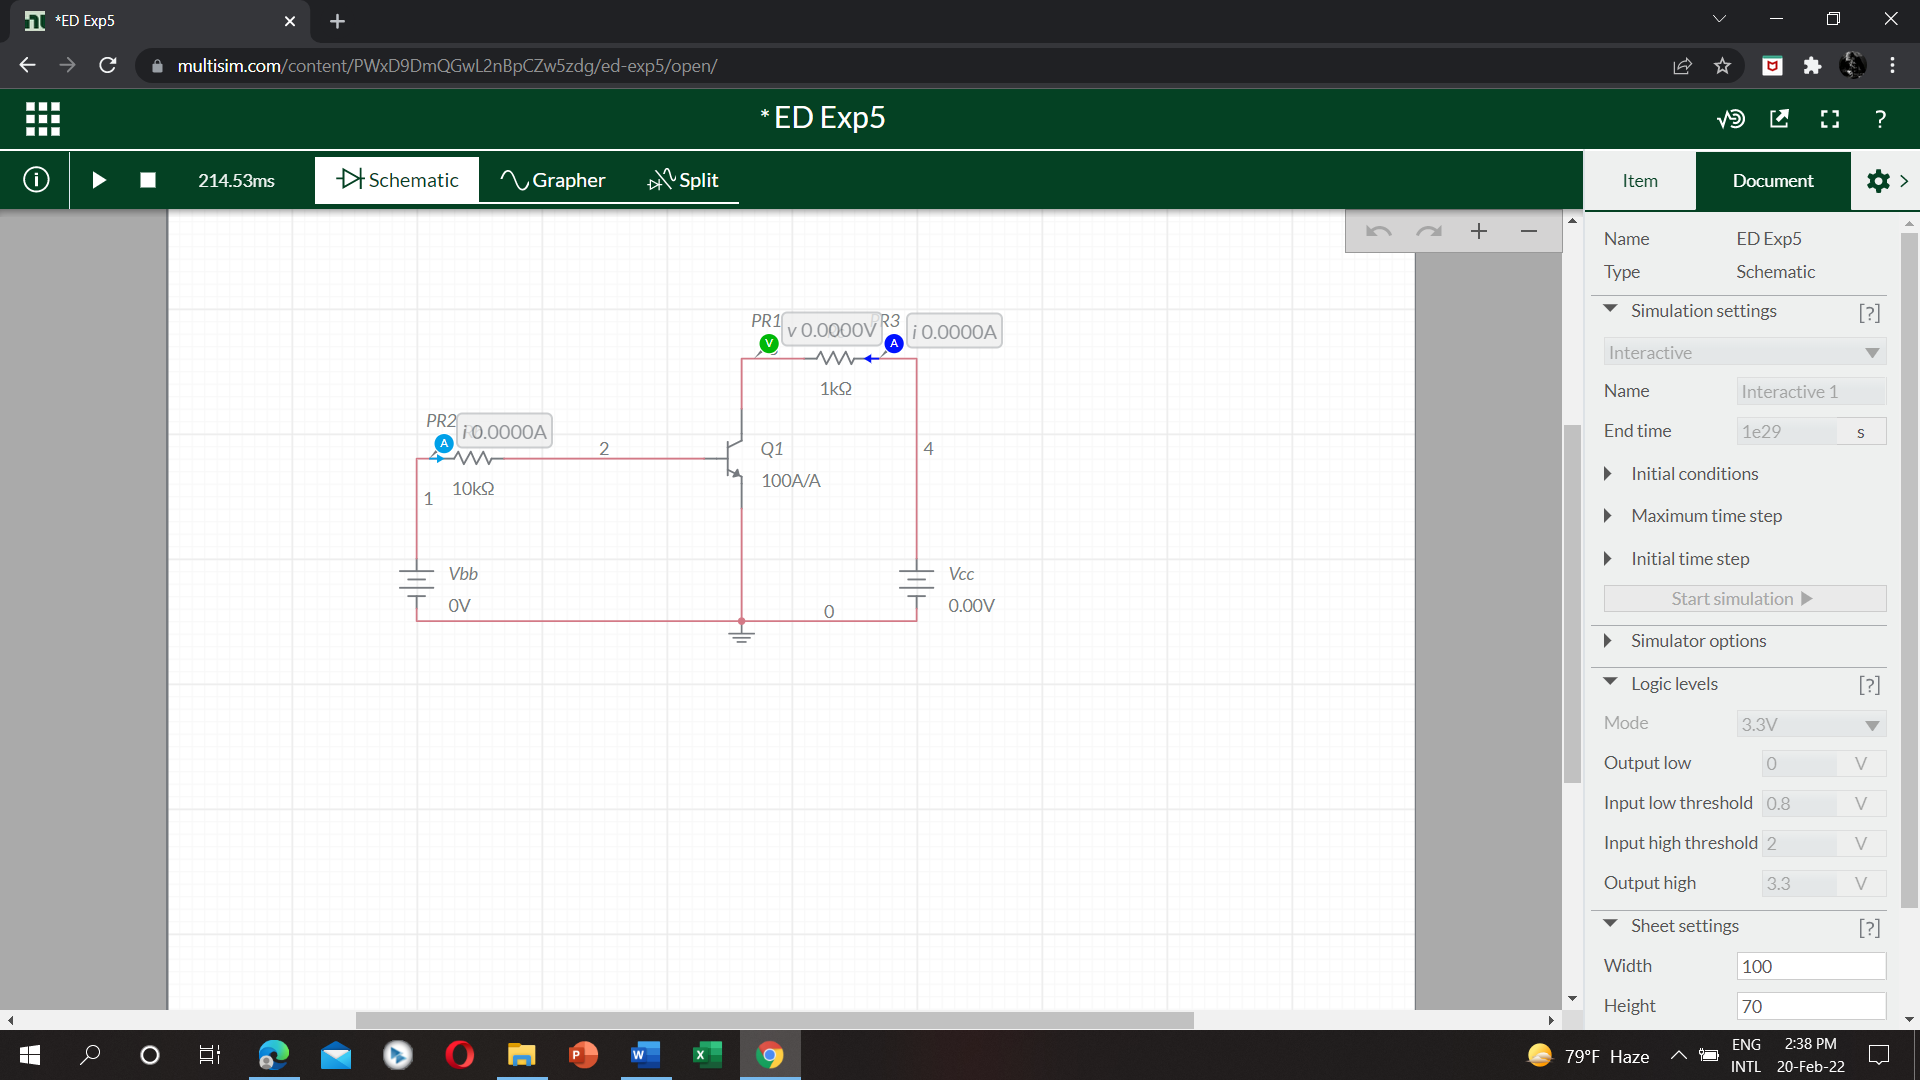 *ED Exp5
multisim.com/content/PWxD9DmQGwL2nBpCZw5zdg/ed-exp5/open/
*ED Exp5
?
214.53ms
Schematic
Grapher
Split
Item
Document
PR1
v 0.0000V
PR3
i 0.0000A
V
A
1kΩ
PR2
i 0.0000A
A
2
10kΩ
1
Q1
100A/A
4
Vbb
0V
Vcc
0.00V
0
Name ED Exp5
Type Schematic
Simulation settings [?]
Interactive
Name Interactive 1
End time 1e29 s
Initial conditions
Maximum time step
Initial time step
Start simulation
Simulator options
Logic levels [?]
Mode 3.3V
Output low 0 V
Input low threshold 0.8 V
Input high threshold 2 V
Output high 3.3 V
Sheet settings [?]
Width 100
Height 70
79°F Haze
ENG
INTL
2:38 PM
20-Feb-22